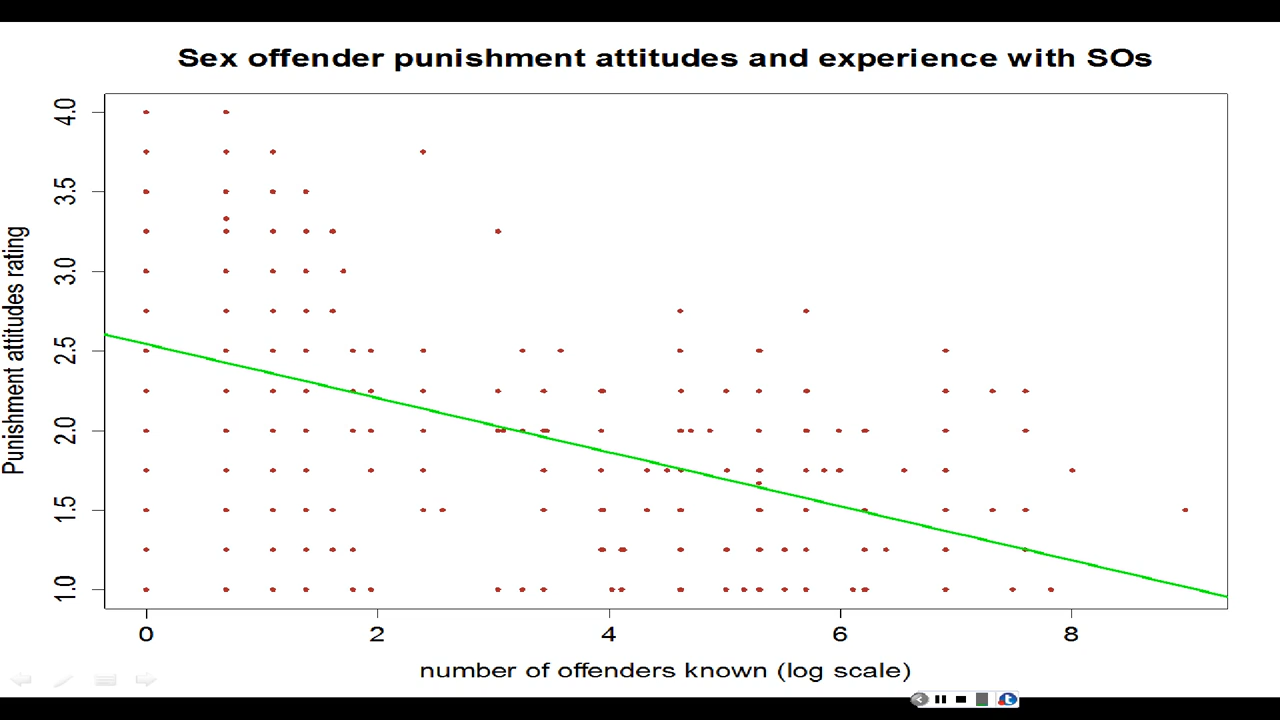 Sex offender punishment attitudes and experience with SOs
Punishment attitudes rating
4.0
3.5
3.0
2.5
2.0
1.5
1.0
0 2 4 6 8
number of offenders known (log scale)